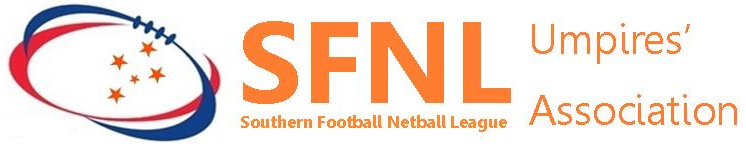 SFNL
Southern Football Netball League
Umpires’
Association